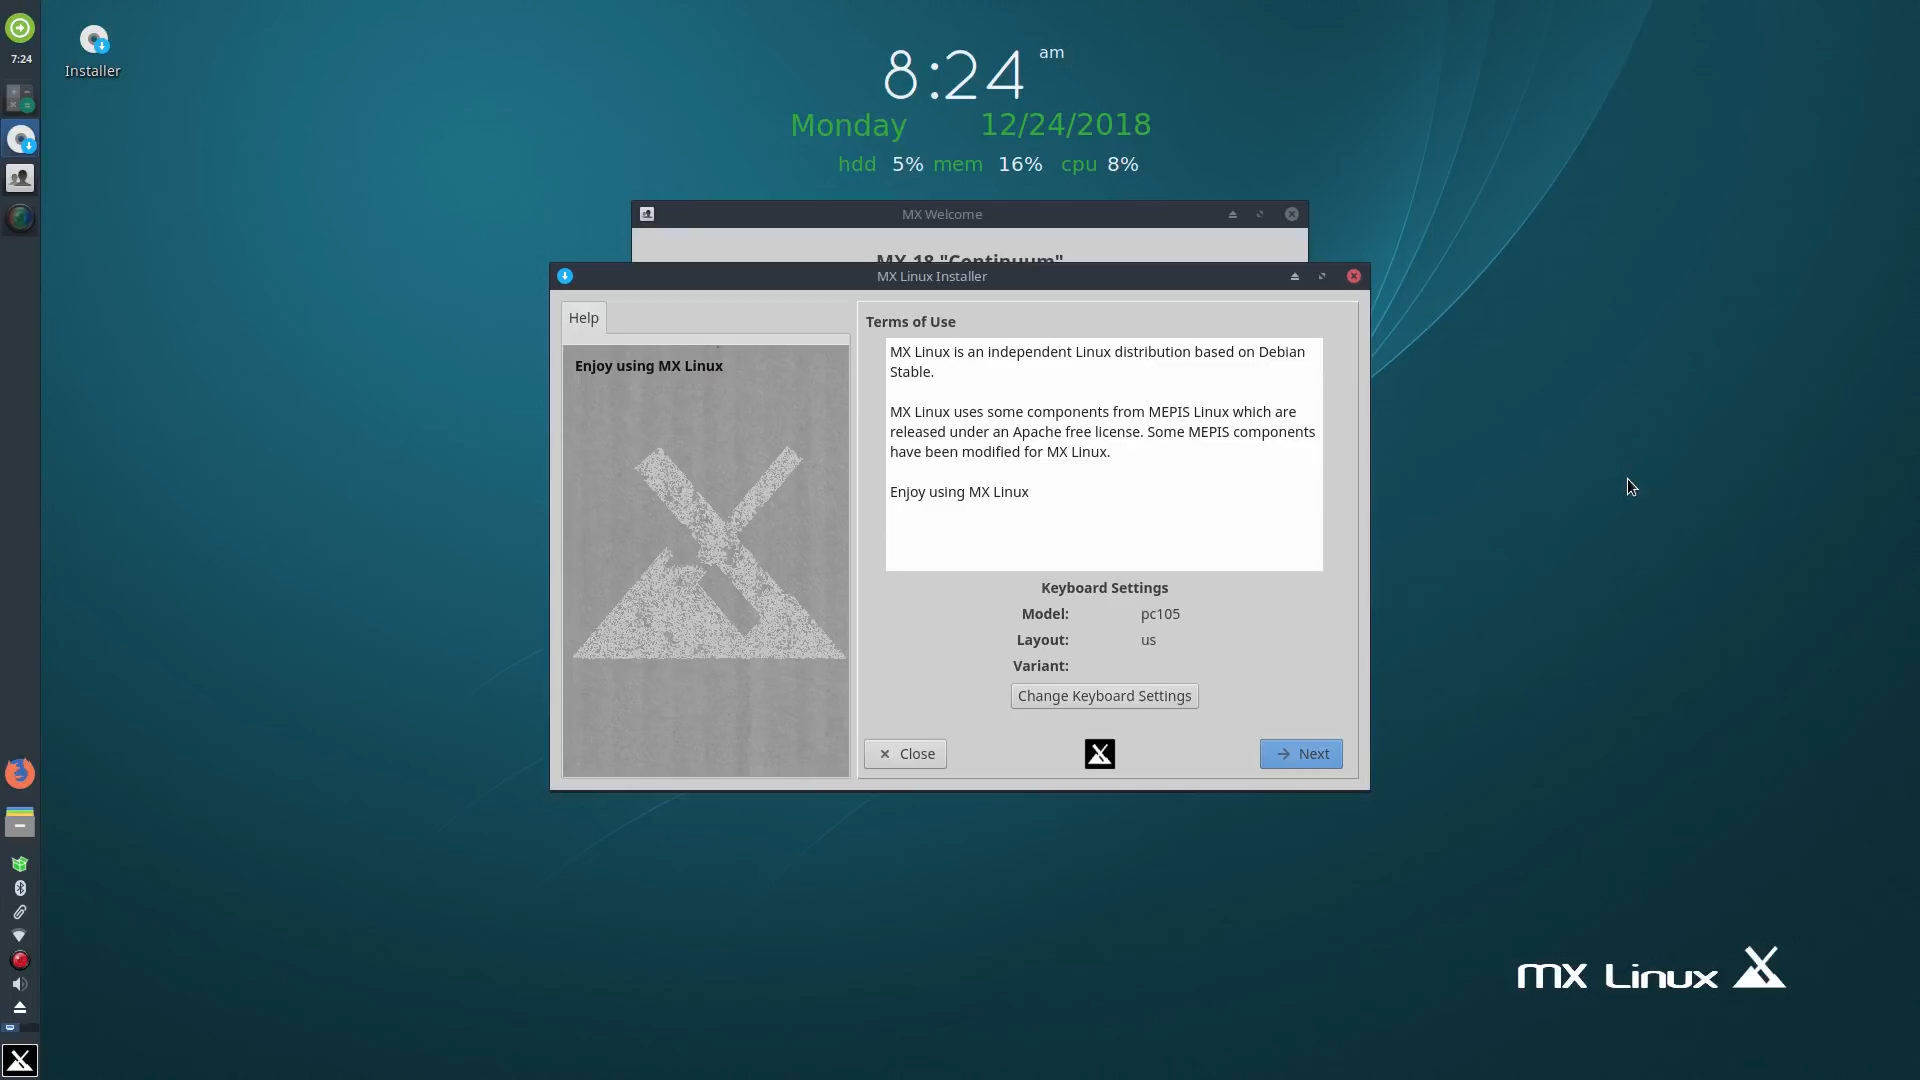 7:24
Installer
8:24 am
Monday 12/24/2018
hdd 5% mem 16% cpu 8%
MX Welcome
MX-18 "Continuum"
MX Linux Installer
Help
Enjoy using MX Linux
Terms of Use
MX Linux is an independent Linux distribution based on Debian
Stable.
MX Linux uses some components from MEPIS Linux which are
released under an Apache free license. Some MEPIS components
have been modified for MX Linux.
Enjoy using MX Linux
Keyboard Settings
Model: pc105
Layout: us
Variant:
Change Keyboard Settings
Close
Next
mx Linux